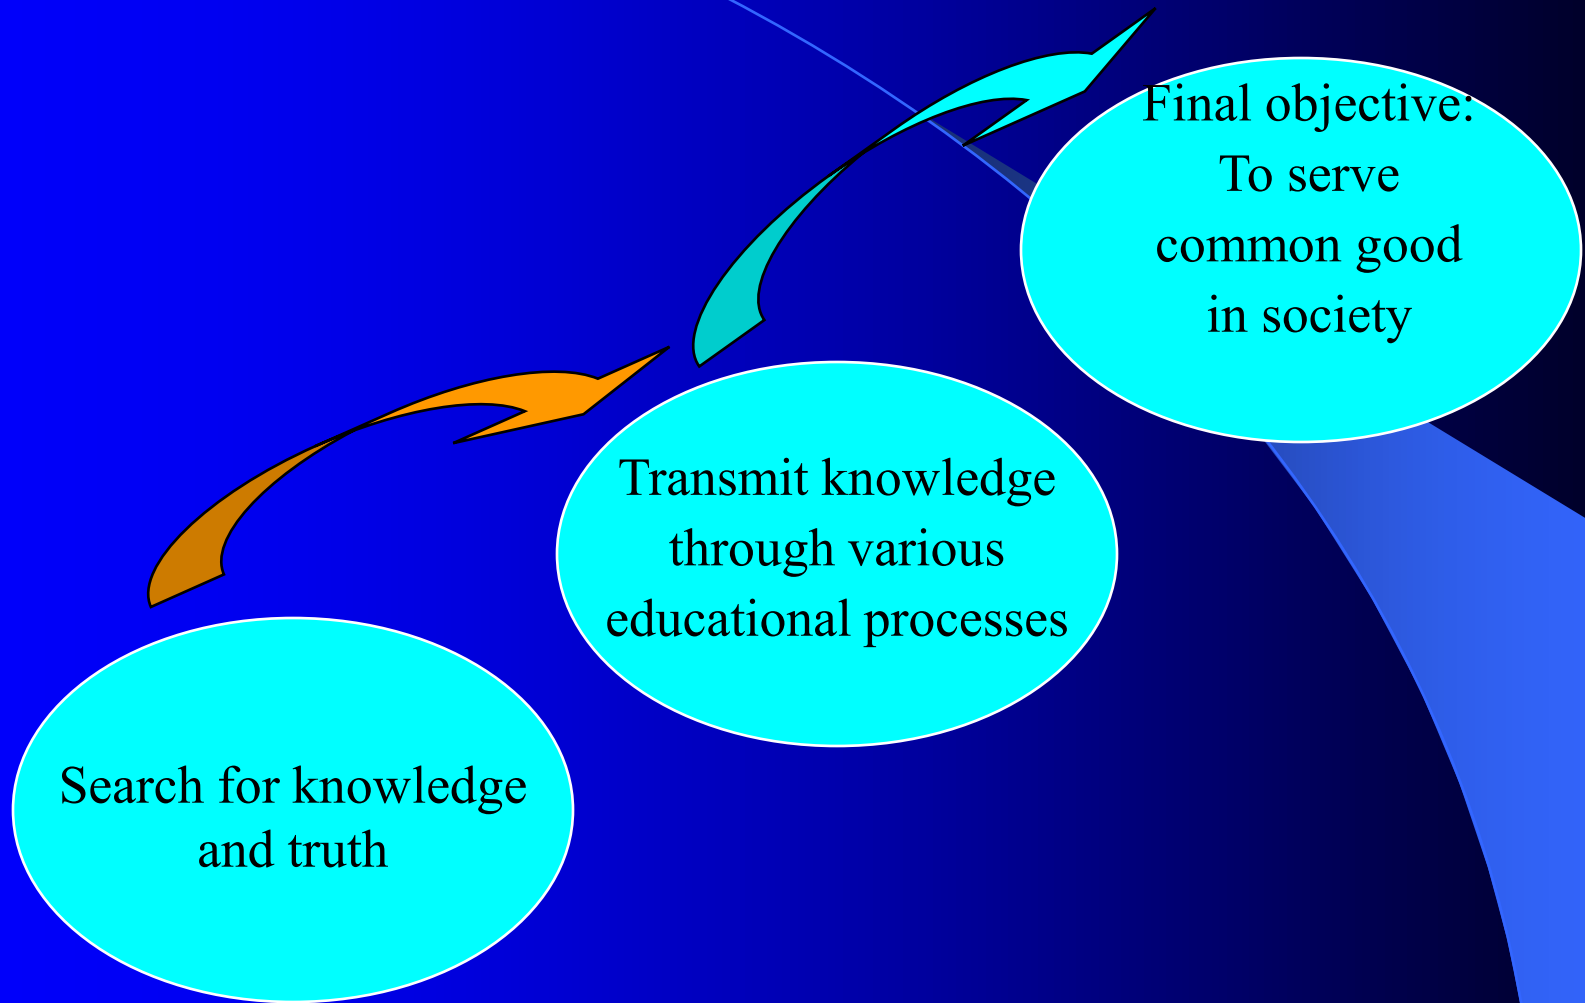 Final objective:
To serve
common good
in society
Transmit knowledge
through various
educational processes
Search for knowledge
and truth